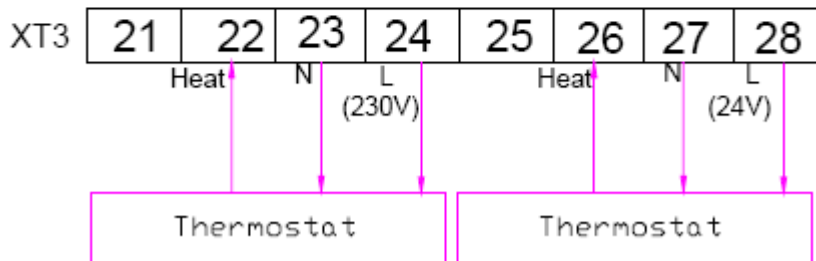 XT3 21 22 23 24 25 26 27 28
Heat N L Heat N L
(230V) (24V)
Thermostat Thermostat